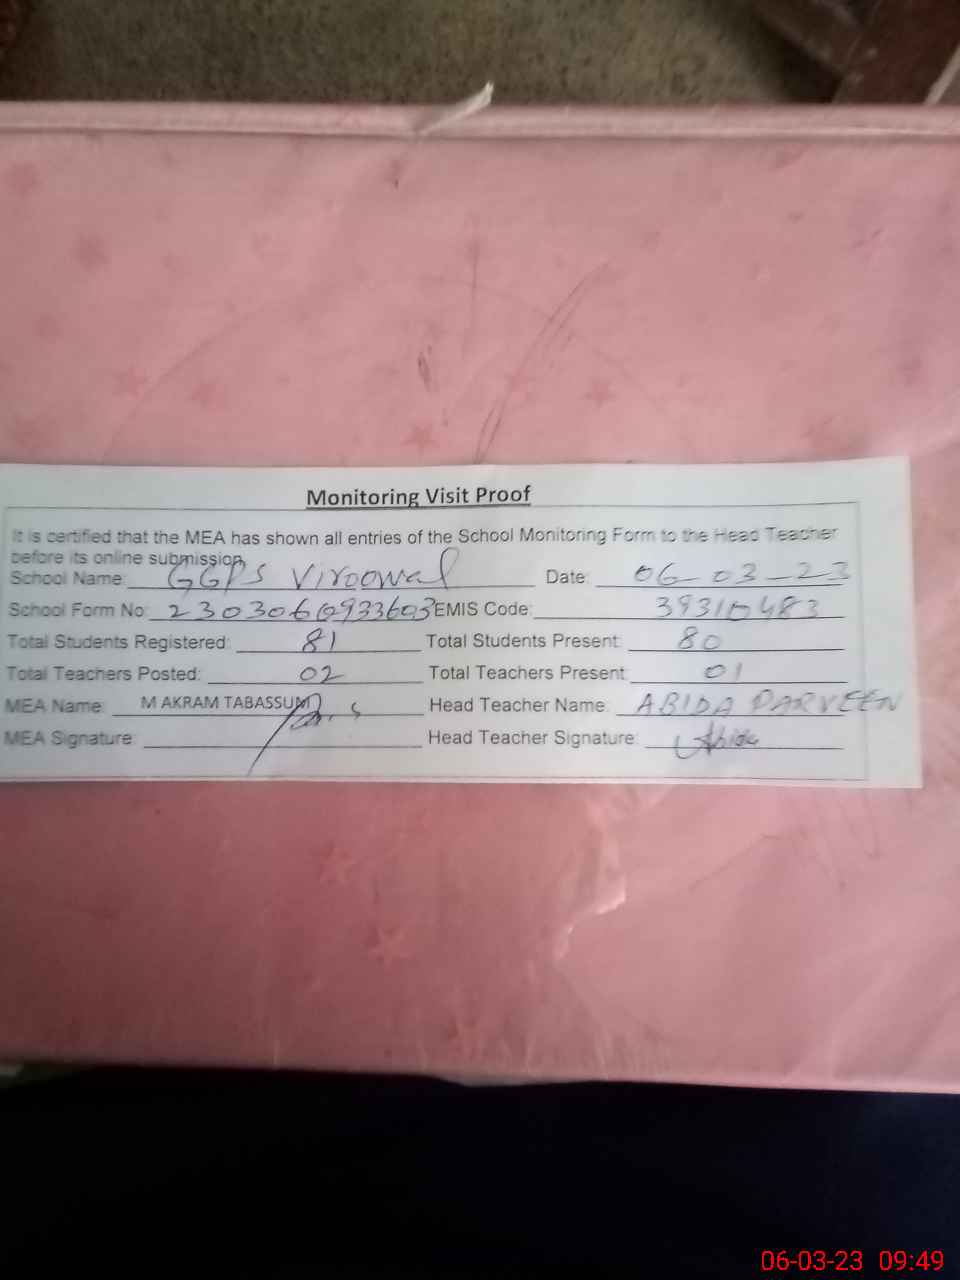 Monitoring Visit Proof
It is certified that the MEA has shown all entries of the School Monitoring Form to the Head Teacher
before its online submission.
School Name: GGPS Viroowal Date: 06-03-23
School Form No: 2303060933603 EMIS Code: 39310483
Total Students Registered: 81 Total Students Present: 80
Total Teachers Posted: 02 Total Teachers Present: 01
MEA Name: M AKRAM TABASSUM Head Teacher Name: ABIDA PARVEEN
MEA Signature: Head Teacher Signature: Abida
06-03-23 09:49